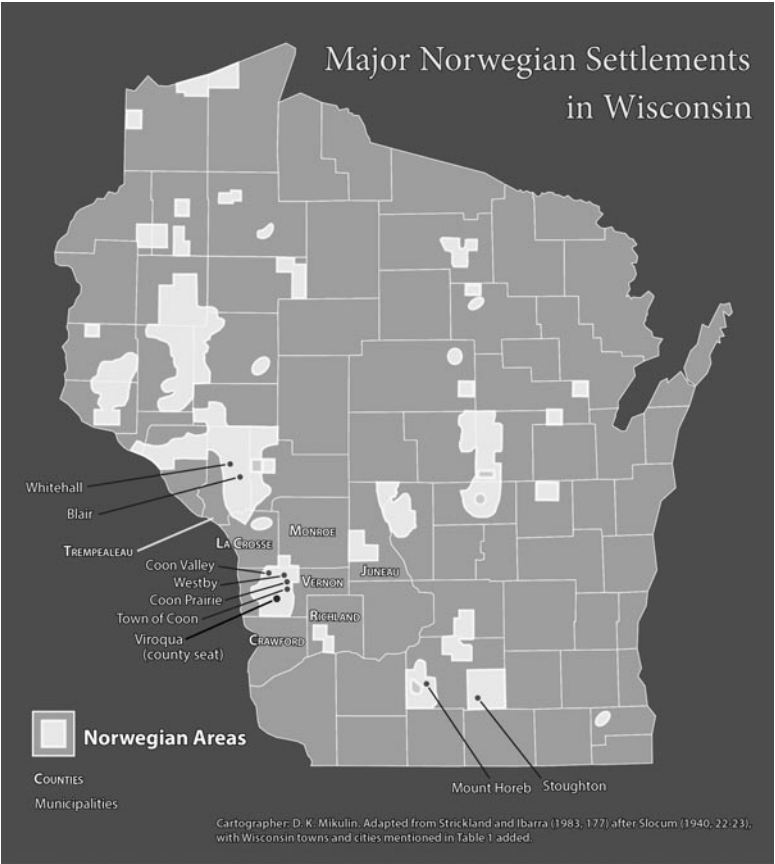 Major Norwegian Settlements
in Wisconsin
Whitehall
Blair
Trempealeau
La Crosse
Monroe
Coon Valley
Westby
Vernon
Juneau
Coon Prairie
Town of Coon
Richland
Viroqua
(county seat)
Crawford
Norwegian Areas
Counties
Municipalities
Mount Horeb
Stoughton
Cartographer: D. K. Mikulin. Adapted from Strickland and Ibarra (1983, 177) after Slocum (1940, 22-23),
with Wisconsin towns and cities mentioned in Table 1 added.